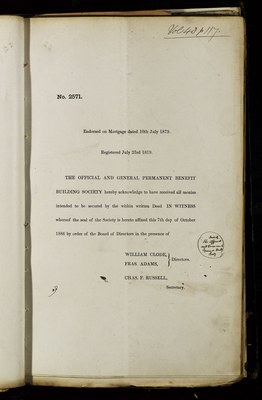 No. 2571.
Endorsed on Mortgage dated 10th July 1879.
Registered July 22nd 1879.
THE OFFICIAL AND GENERAL PERMANENT BENEFIT
BUILDING SOCIETY hereby acknowledge to have received all monies
intended to be secured by the within written Deed IN WITNESS
whereof the seal of the Society is hereto affixed this 7th day of October
by order of the Board of Directors in the presence of
WILLIAM CLODE,
FRAS. ADAMS,
Directors.
CHAS. F. RUSSELL,
Secretary.